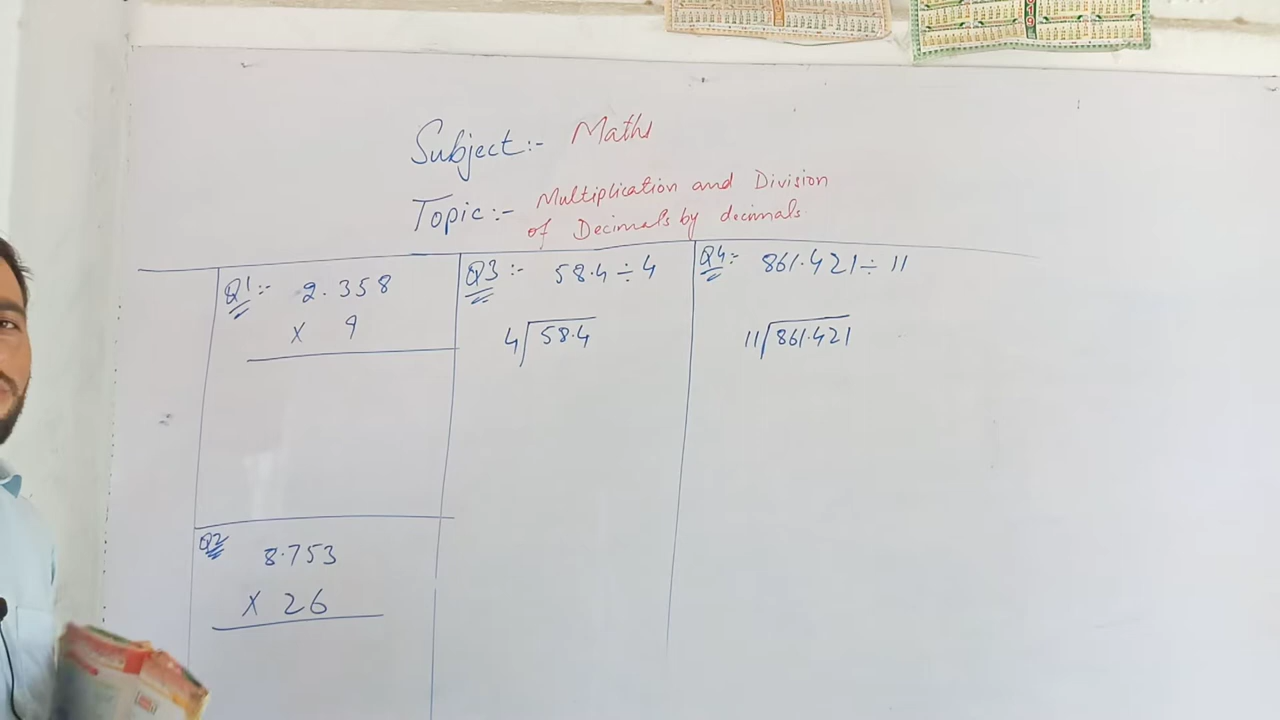 Subject:- Maths
Topic:- Multiplication and Division
of Decimals by decimals.
Q1:- 2.358
x 9
Q2 8.753
x 26
Q3:- 58.4÷4
4 58.4
Q4:- 861.421÷ 11
11 861.421